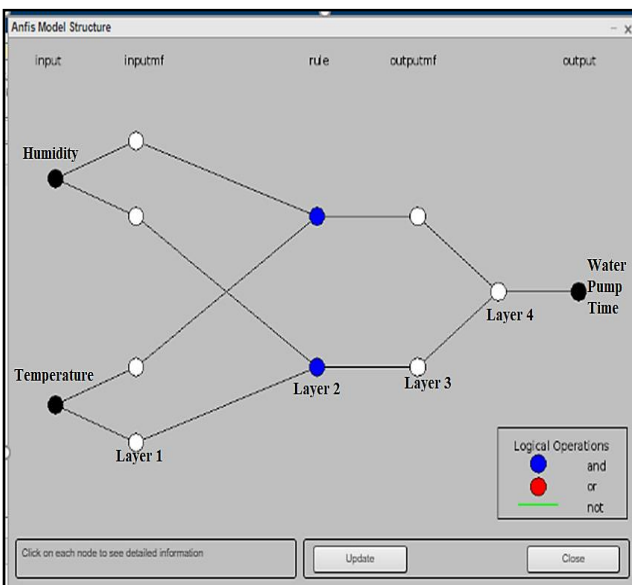 Anfis Model Structure
input inputmf rule outputmf output
Humidity
Water
Pump
Time
Layer 4
Temperature
Layer 2
Layer 3
Layer 1
Logical Operations
and
or
not
Click on each node to see detailed information
Update
Close